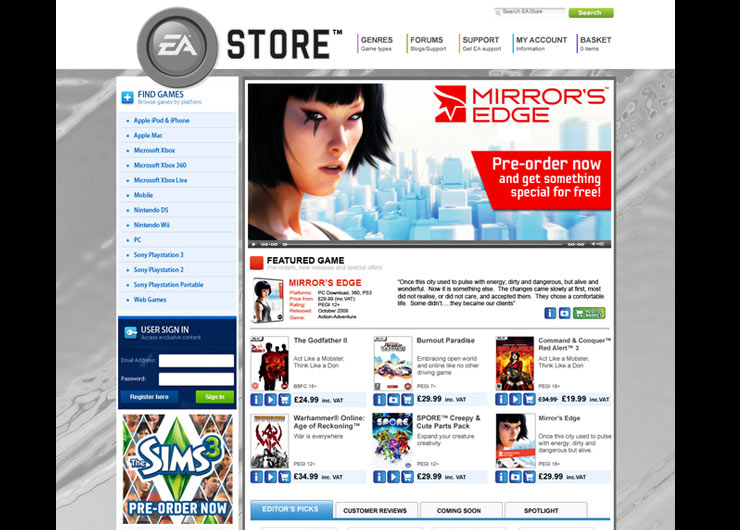 Search EA Store
Search
EA
STORE™
GENRES
Game types
FORUMS
Blogs/Support
SUPPORT
Get EA support
MY ACCOUNT
Information
BASKET
0 items
FIND GAMES
Browse games by platform
Apple iPod & iPhone
Apple Mac
Microsoft Xbox
Microsoft Xbox 360
Microsoft Xbox Live
Mobile
Nintendo DS
Nintendo Wii
PC
Sony Playstation 3
Sony Playstation 2
Sony Playstation Portable
Web Games
USER SIGN IN
Access exclusive content
Email Address:
Password:
Register here
Sign In
The SIMS 3
PRE-ORDER NOW
MIRROR'S
EDGE
Pre-order now
and get something
special for free!
00:00
00:00
FEATURED GAME
Pre-orders, new releases and special offers
MIRROR'S EDGE
Platforms: PC Download, 360, PS3
Price from: £29.99 (inc VAT)
Rating: PEGI 12+
Released: October 2008
Genre: Action-Adventure
"Once this city used to pulse with energy; dirty and dangerous, but alive and
wonderful. Now it is something else. The changes came slowly at first, most
did not realise, or did not care, and accepted them. They chose a comfortable
life. Some didn't.....they became our clients"
ADD TO
BASKET
The Godfather II
Act Like a Mobster,
Think Like a Don
BBFC 18+
£24.99 inc. VAT
Burnout Paradise
Embracing open world
and online like no other
driving game
PEGI 7+
£29.99 inc. VAT
Command & Conquer™
Red Alert™ 3
Act Like a Mobster,
Think Like a Don
PEGI 16+
£34.99 £19.99 inc. VAT
Warhammer® Online:
Age of Reckoning™
War is everywhere
PEGI 12+
£34.99 inc. VAT
SPORE™ Creepy &
Cute Parts Pack
Expand your creature
creativity
PEGI 12+
£29.99 inc. VAT
Mirror's Edge
Once this city used to pulse
with energy; dirty and
dangerous but alive.
PEGI 16+
£29.99 inc. VAT
EDITOR'S PICKS
CUSTOMER REVIEWS
COMING SOON
SPOTLIGHT